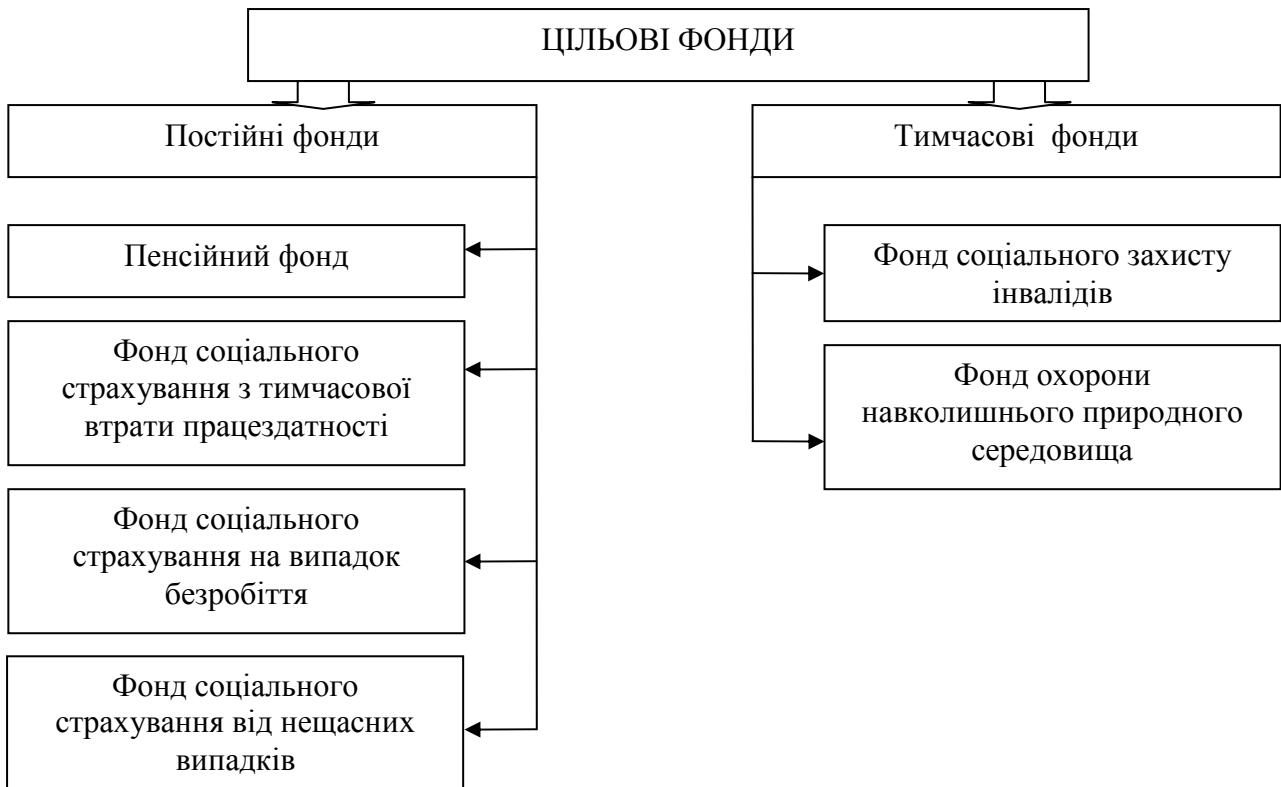 ЦІЛЬОВІ ФОНДИ
Постійні фонди
Тимчасові фонди
Пенсійний фонд
Фонд соціального
страхування з тимчасової
втрати працездатності
Фонд соціального
страхування на випадок
безробіття
Фонд соціального
страхування від нещасних
випадків
Фонд соціального захисту
інвалідів
Фонд охорони
навколишнього природного
середовища